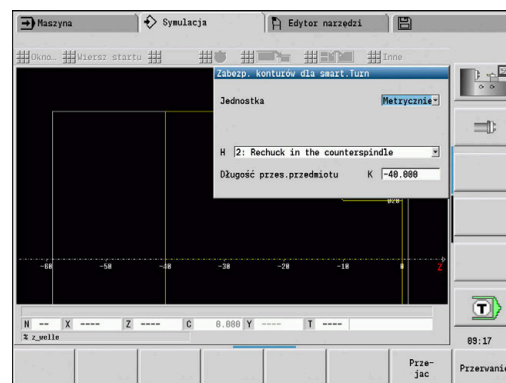 Maszyna
Symulacja
Edytor narzędzi
Okno... Wiersz startu Inne
Zabezp. konturów dla smart.Turn
Jednostka Metrycznie
H 2: Rechuck in the counterspindle
Długość przes.przedmiotu K -40.000
-60 -50 -40 -30 -20 -10 0 Z
N -- X ---- Z ---- C 0.000 Y ---- T ----
% z_welle
T
09:17
Prze-
jac
Przerwanie